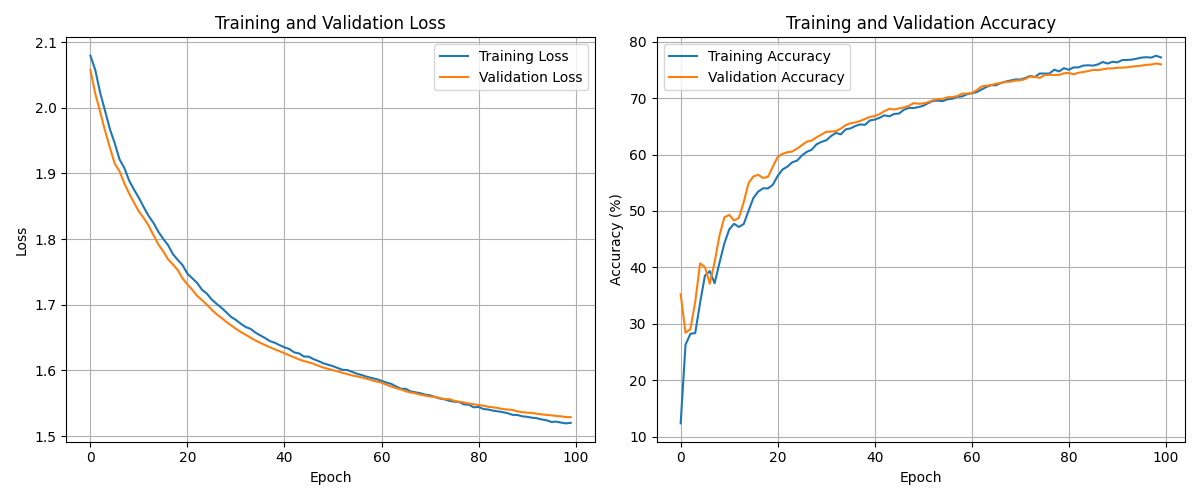 Training and Validation Loss
Training Loss
Validation Loss
2.1
2.0
1.9
1.8
1.7
1.6
1.5
Loss
0 20 40 60 80 100
Epoch
Training and Validation Accuracy
Training Accuracy
Validation Accuracy
80
70
60
50
40
30
20
10
Accuracy (%)
0 20 40 60 80 100
Epoch